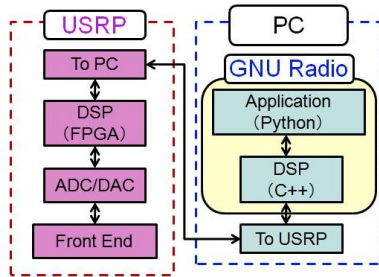 USRP
To PC
DSP
(FPGA)
ADC/DAC
Front End
PC
GNU Radio
Application
(Python)
DSP
(C++)
To USRP